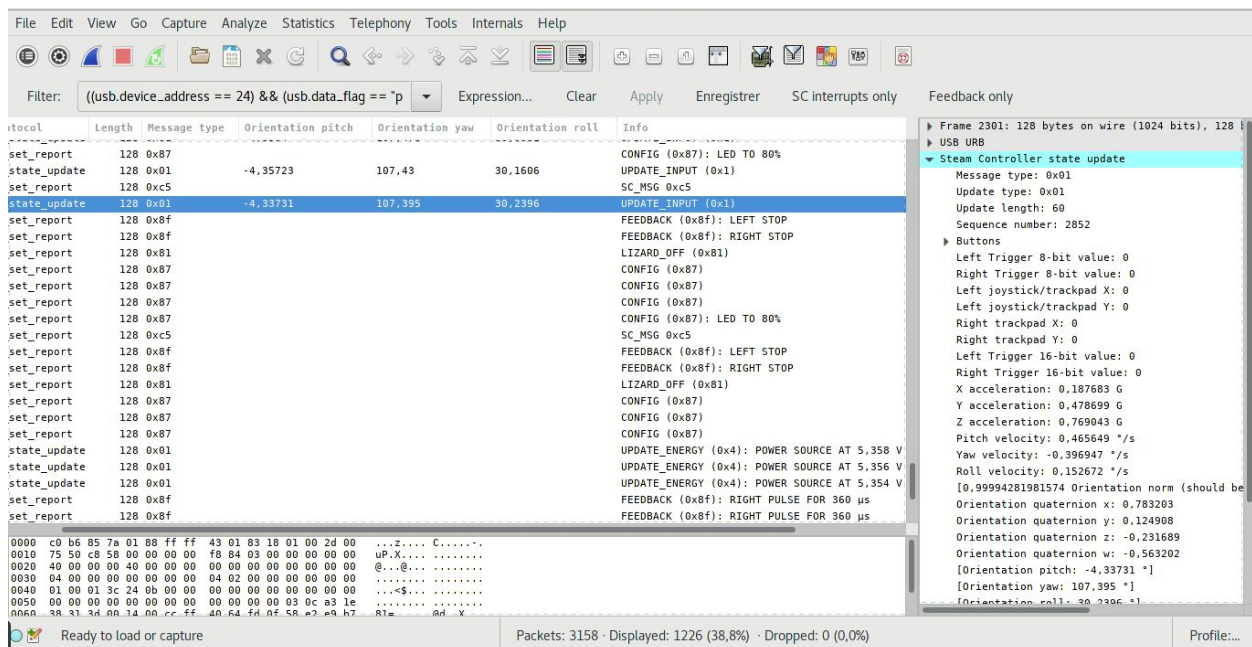 File Edit View Go Capture Analyze Statistics Telephony Tools Internals Help
Filter: ((usb.device_address == 24) && (usb.data_flag == "p Expression... Clear Apply Enregistrer SC interrupts only Feedback only
otocol Length Message type Orientation pitch Orientation yaw Orientation roll Info
set_report 128 0x87 CONFIG (0x87): LED TO 80%
state_update 128 0x01 -4,35723 107,43 30,1606 UPDATE_INPUT (0x1)
set_report 128 0xc5 SC_MSG 0xc5
state_update 128 0x01 -4,33731 107,395 30,2396 UPDATE_INPUT (0x1)
set_report 128 0x8f FEEDBACK (0x8f): LEFT STOP
set_report 128 0x8f FEEDBACK (0x8f): RIGHT STOP
set_report 128 0x81 LIZARD_OFF (0x81)
set_report 128 0x87 CONFIG (0x87)
set_report 128 0x87 CONFIG (0x87)
set_report 128 0x87 CONFIG (0x87)
set_report 128 0x87 CONFIG (0x87): LED TO 80%
set_report 128 0xc5 SC_MSG 0xc5
set_report 128 0x8f FEEDBACK (0x8f): LEFT STOP
set_report 128 0x8f FEEDBACK (0x8f): RIGHT STOP
set_report 128 0x81 LIZARD_OFF (0x81)
set_report 128 0x87 CONFIG (0x87)
set_report 128 0x87 CONFIG (0x87)
set_report 128 0x87 CONFIG (0x87)
state_update 128 0x01 UPDATE_ENERGY (0x4): POWER SOURCE AT 5,358 V
state_update 128 0x01 UPDATE_ENERGY (0x4): POWER SOURCE AT 5,356 V
state_update 128 0x01 UPDATE_ENERGY (0x4): POWER SOURCE AT 5,354 V
set_report 128 0x8f FEEDBACK (0x8f): RIGHT PULSE FOR 360 µs
set_report 128 0x8f FEEDBACK (0x8f): RIGHT PULSE FOR 360 µs
Frame 2301: 128 bytes on wire (1024 bits), 128
USB URB
Steam Controller state update
Message type: 0x01
Update type: 0x01
Update length: 60
Sequence number: 2852
Buttons
Left Trigger 8-bit value: 0
Right Trigger 8-bit value: 0
Left joystick/trackpad X: 0
Left joystick/trackpad Y: 0
Right trackpad X: 0
Right trackpad Y: 0
Left Trigger 16-bit value: 0
Right Trigger 16-bit value: 0
X acceleration: 0,187683 G
Y acceleration: 0,478699 G
Z acceleration: 0,769043 G
Pitch velocity: 0,465649 °/s
Yaw velocity: -0,396947 °/s
Roll velocity: 0,152672 °/s
[0,99994281981574 Orientation norm (should be
Orientation quaternion x: 0,783203
Orientation quaternion y: 0,124908
Orientation quaternion z: -0,231689
Orientation quaternion w: -0,563202
[Orientation pitch: -4,33731 °]
[Orientation yaw: 107,395 °]
[Orientation roll: 30,2396 °]
0000 c0 b6 85 7a 01 88 ff ff 43 01 83 18 01 00 2d 00 ...z.... C.....-.
0010 75 50 c8 58 00 00 00 00 f8 84 03 00 00 00 00 00 uP.X.... ........
0020 40 00 00 00 40 00 00 00 00 00 00 00 00 00 00 00 @...@... ........
0030 04 00 00 00 00 00 00 00 04 02 00 00 00 00 00 00 ........ ........
0040 01 00 01 3c 24 0b 00 00 00 00 00 00 00 00 00 00 ...<$... ........
0050 00 00 00 00 00 00 00 00 00 00 00 00 03 0c a3 1e ........ ........
0060 38 31 3d 00 14 00 cc ff 40 64 fd 0f 58 e2 e9 b7 81=..... @d..X...
Ready to load or capture Packets: 3158 · Displayed: 1226 (38,8%) · Dropped: 0 (0,0%) Profile:...